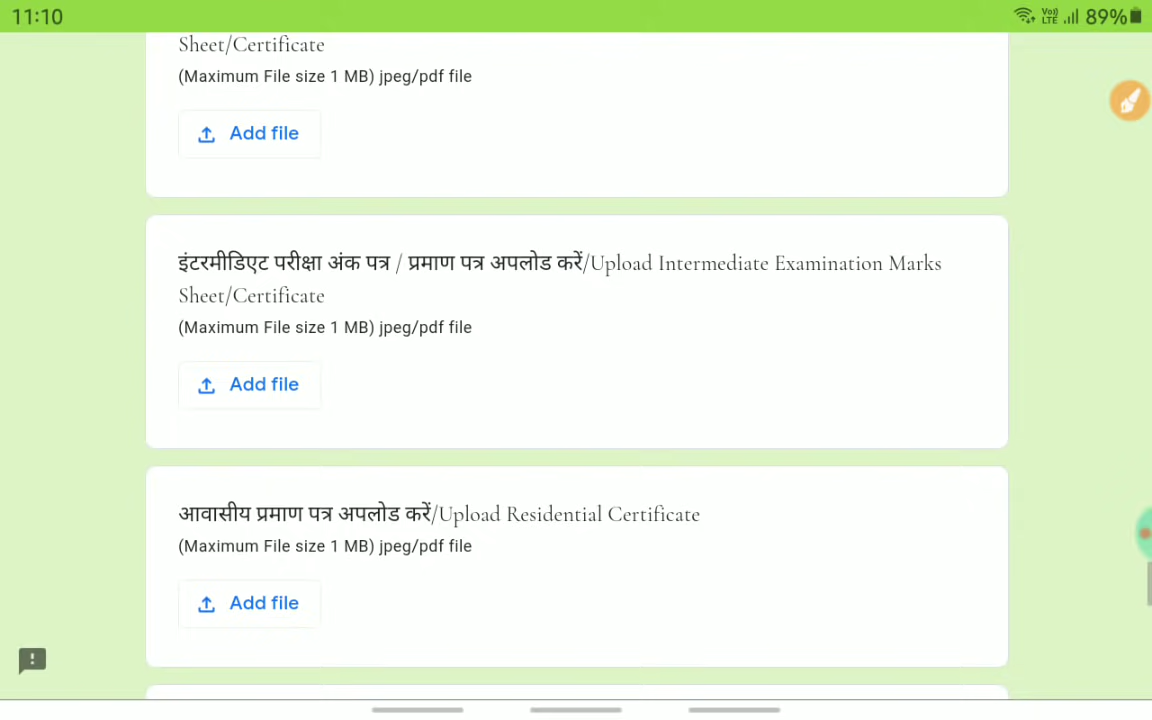 11:10
Vo)) LTE 89%
Sheet/Certificate
(Maximum File size 1 MB) jpeg/pdf file
Add file
इंटरमीडिएट परीक्षा अंक पत्र / प्रमाण पत्र अपलोड करें/Upload Intermediate Examination Marks
Sheet/Certificate
(Maximum File size 1 MB) jpeg/pdf file
Add file
आवासीय प्रमाण पत्र अपलोड करें/Upload Residential Certificate
(Maximum File size 1 MB) jpeg/pdf file
Add file